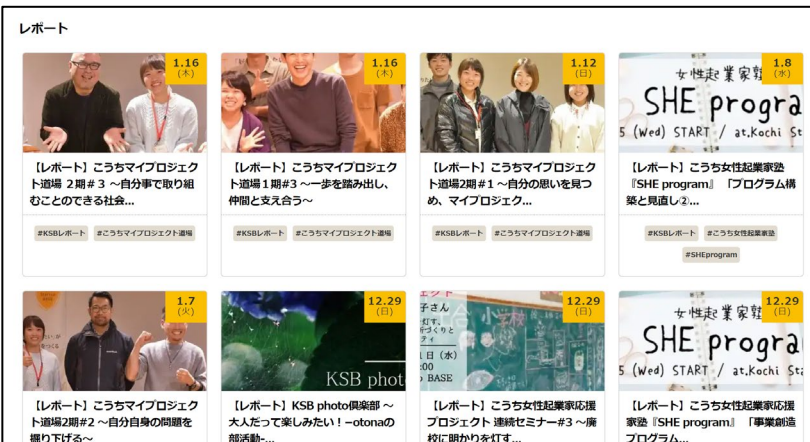 レポート
1.16
(木)
【レポート】こうちマイプロジェク
ト道場 2期#3 ～自分事で取り組
むことのできる社会...
#KSBレポート #こうちマイプロジェクト道場
1.16
(木)
【レポート】こうちマイプロジェク
ト道場1期#3 ～一歩を踏み出し、
仲間と支え合う～
#KSBレポート #こうちマイプロジェクト道場
1.12
(日)
【レポート】こうちマイプロジェク
ト道場2期#1 ～自分の思いを見つ
め、マイプロジェク...
#KSBレポート #こうちマイプロジェクト道場
女性起業家塾
1.8
(水)
SHE progra
5 (Wed) START / at.Kochi St
【レポート】こうち女性起業家塾
『SHE program』「プログラム構
築と見直し②...
#KSBレポート #こうち女性起業家塾
#SHEprogram
1.7
(火)
【レポート】こうちマイプロジェク
ト道場2期#2 ～自分自身の問題を
掘り下げる～
12.29
(日)
KSB phot
【レポート】KSB photo倶楽部 ～
大人だって楽しみたい！−otonaの
部活動-...
12.29
(日)
子さん
小学校
日（水）
:00
BASE
【レポート】こうち女性起業家応援
プロジェクト 連続セミナー#3 ～廃
校に明かりを灯す...
女性起業家
12.29
(日)
SHE progra
5 (Wed) START / at.Kochi Sta
【レポート】こうち女性起業家応援
家塾『SHE program』「事業創造
プログラム...